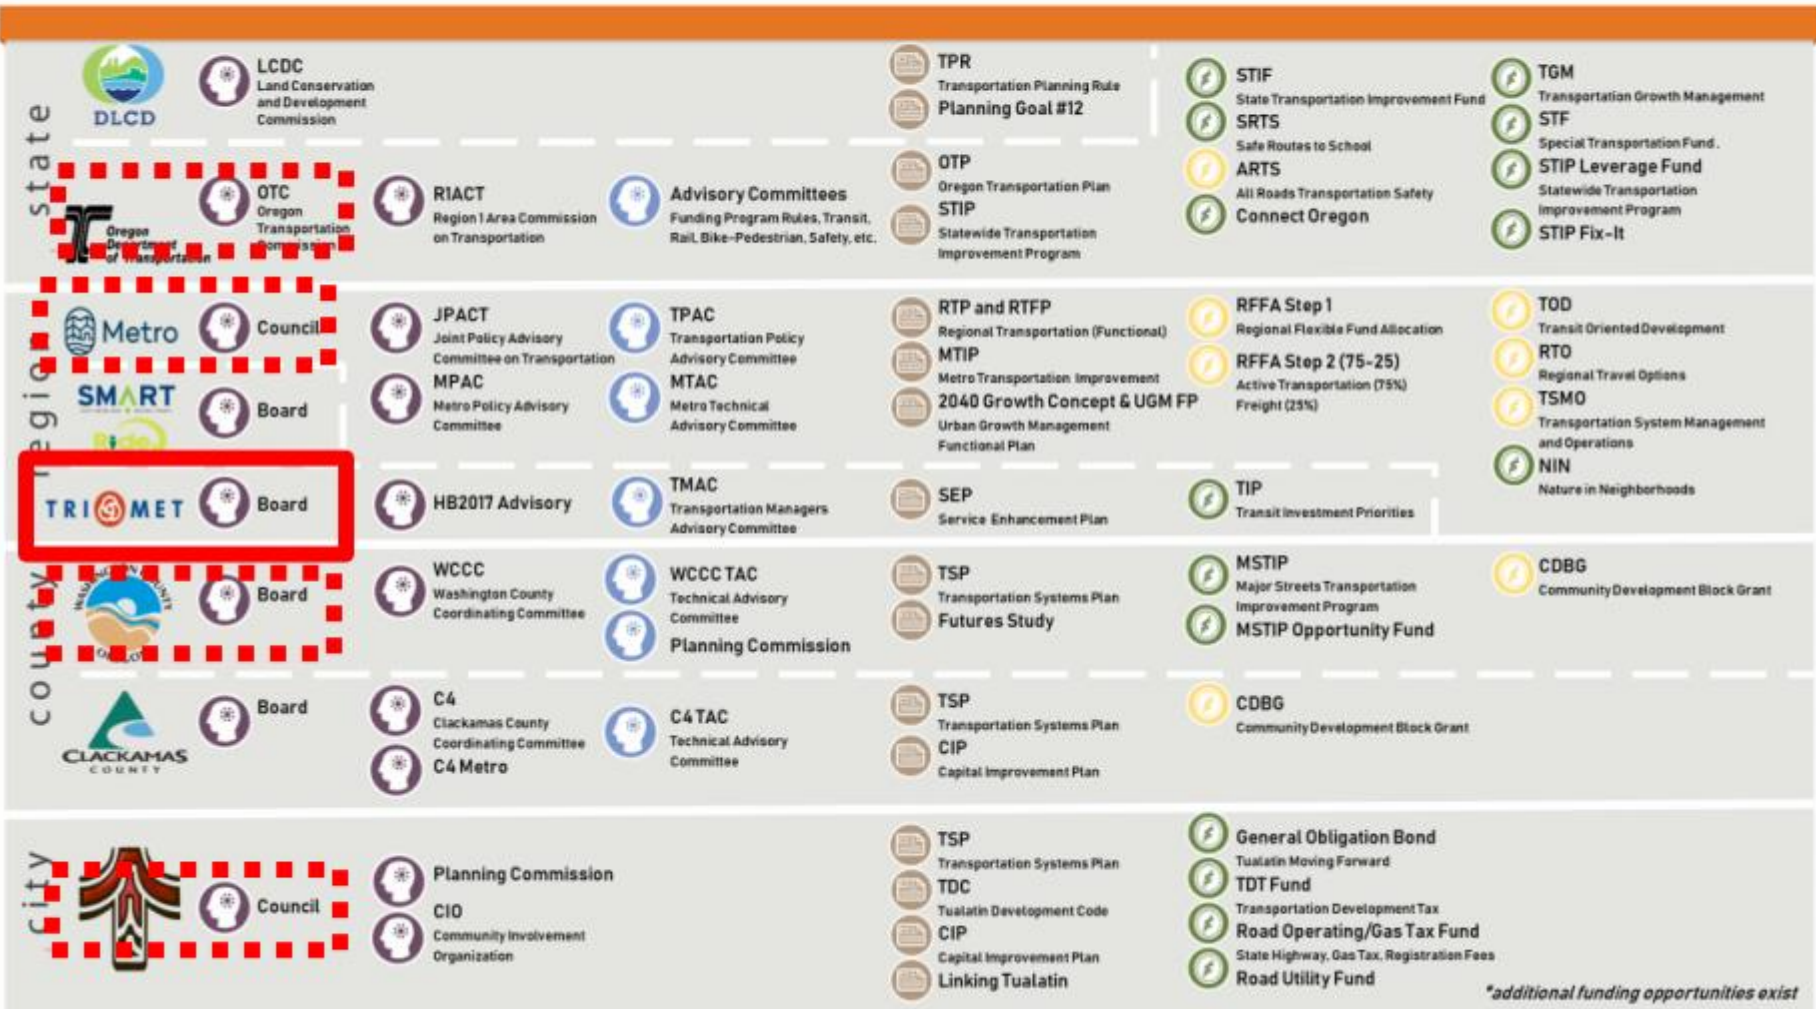 state
DLCD
LCDC
Land Conservation
and Development
Commission
TPR
Transportation Planning Rule
Planning Goal #12
STIF
State Transportation Improvement Fund
SRTS
Safe Routes to School
ARTS
All Roads Transportation Safety
Connect Oregon
TGM
Transportation Growth Management
STF
Special Transportation Fund.
STIP Leverage Fund
Statewide Transportation
Improvement Program
STIP Fix-It
Oregon
Department
of Transportation
OTC
Oregon
Transportation
Commission
R1ACT
Region 1 Area Commission
on Transportation
Advisory Committees
Funding Program Rules, Transit,
Rail, Bike-Pedestrian, Safety, etc.
OTP
Oregon Transportation Plan
STIP
Statewide Transportation
Improvement Program
region
Metro
Council
JPACT
Joint Policy Advisory
Committee on Transportation
MPAC
Metro Policy Advisory
Committee
TPAC
Transportation Policy
Advisory Committee
MTAC
Metro Technical
Advisory Committee
RTP and RTFP
Regional Transportation (Functional)
MTIP
Metro Transportation Improvement
2040 Growth Concept & UGM FP
Urban Growth Management
Functional Plan
RFFA Step 1
Regional Flexible Fund Allocation
RFFA Step 2 (75-25)
Active Transportation (75%)
Freight (25%)
TOD
Transit Oriented Development
RTO
Regional Travel Options
TSMO
Transportation System Management
and Operations
NIN
Nature in Neighborhoods
SMART
Ride
Board
TRI MET
Board
HB2017 Advisory
TMAC
Transportation Managers
Advisory Committee
SEP
Service Enhancement Plan
TIP
Transit Investment Priorities
county
WASHINGTON COUNTY
Board
WCCC
Washington County
Coordinating Committee
WCCC TAC
Technical Advisory
Committee
Planning Commission
TSP
Transportation Systems Plan
Futures Study
MSTIP
Major Streets Transportation
Improvement Program
MSTIP Opportunity Fund
CDBG
Community Development Block Grant
CLACKAMAS
COUNTY
Board
C4
Clackamas County
Coordinating Committee
C4 Metro
C4 TAC
Technical Advisory
Committee
TSP
Transportation Systems Plan
CIP
Capital Improvement Plan
CDBG
Community Development Block Grant
city
Council
Planning Commission
CIO
Community Involvement
Organization
TSP
Transportation Systems Plan
TDC
Tualatin Development Code
CIP
Capital Improvement Plan
Linking Tualatin
General Obligation Bond
Tualatin Moving Forward
TDT Fund
Transportation Development Tax
Road Operating/Gas Tax Fund
State Highway, Gas Tax, Registration Fees
Road Utility Fund
*additional funding opportunities exist